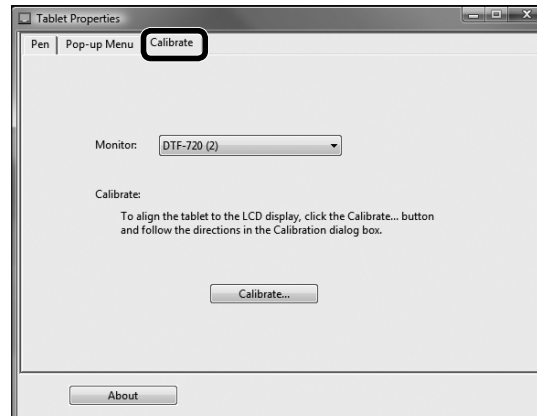 Tablet Properties
Pen Pop-up Menu Calibrate
Monitor: DTF-720 (2)
Calibrate:
To align the tablet to the LCD display, click the Calibrate... button
and follow the directions in the Calibration dialog box.
Calibrate...
About